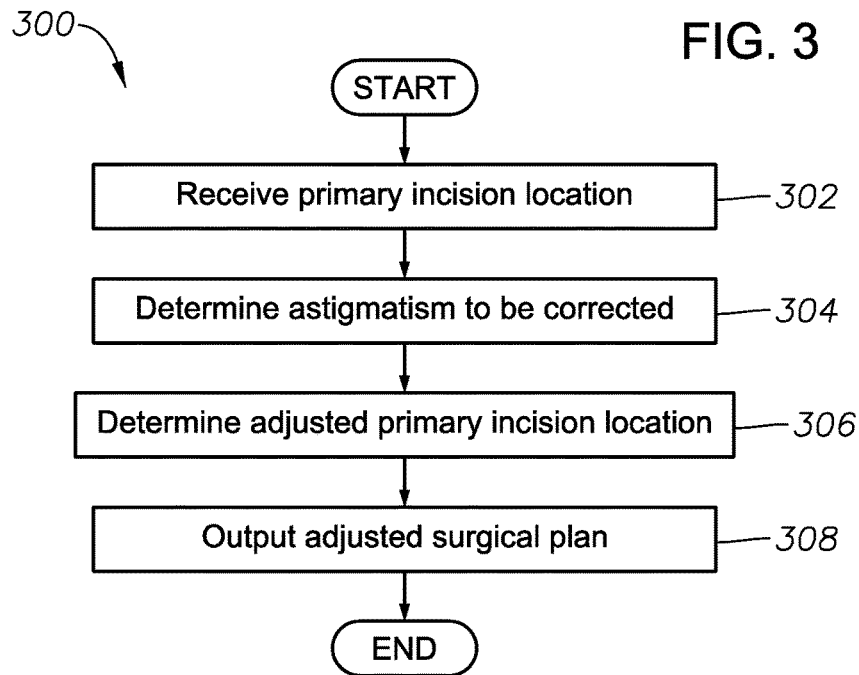 300
FIG. 3
START
Receive primary incision location
302
Determine astigmatism to be corrected
304
Determine adjusted primary incision location
306
Output adjusted surgical plan
308
END